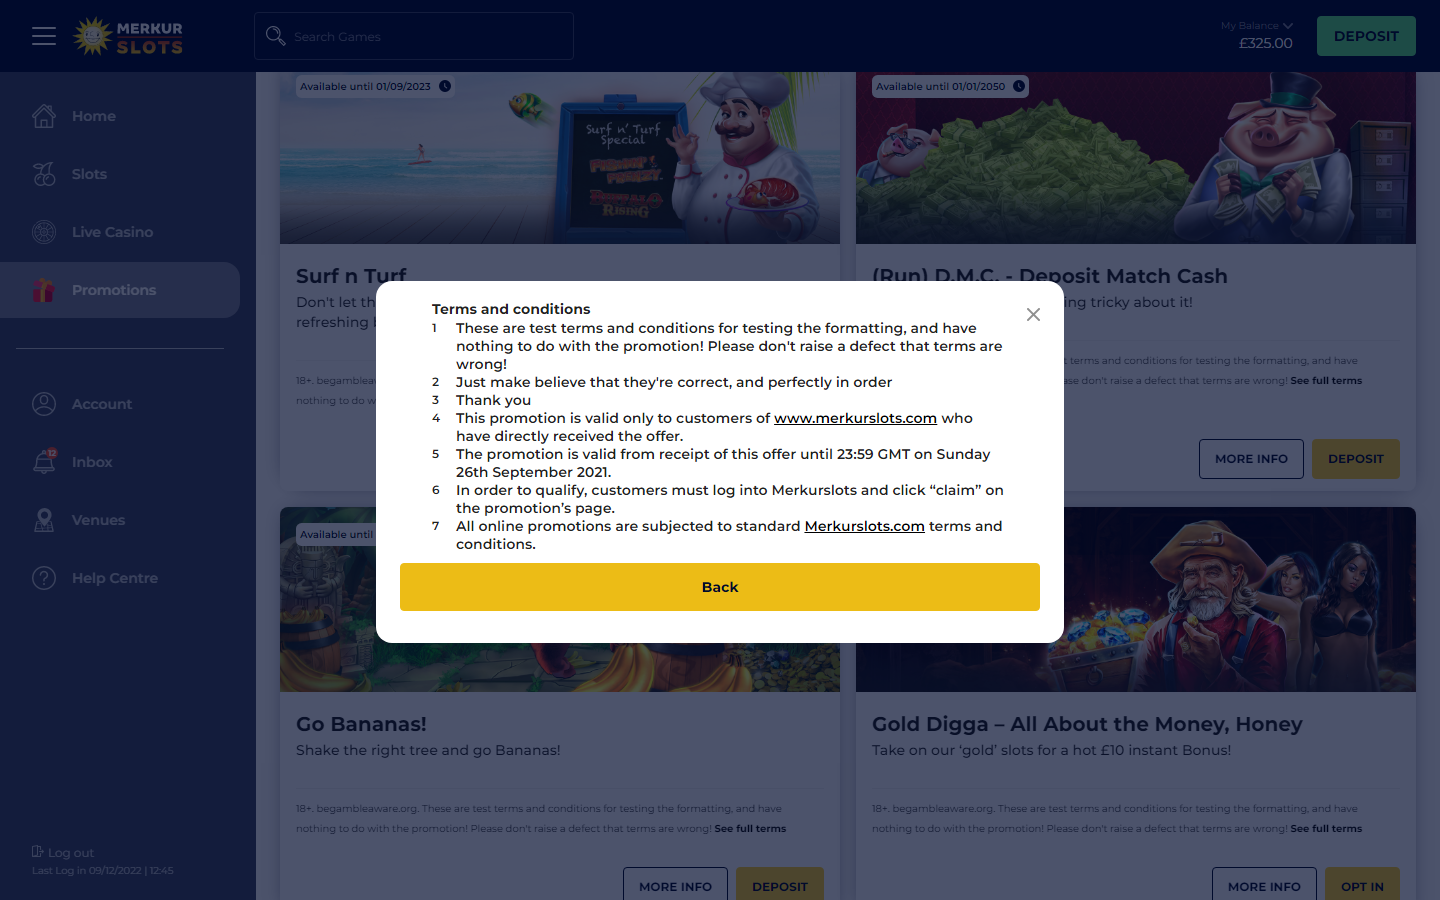 MERKUR
SLOTS
Search Games
My Balance
£325.00
DEPOSIT
Home
Slots
Live Casino
Promotions
Account
12
Inbox
Venues
Help Centre
Log out
Last Log in 09/12/2022 | 12:45
Available until 01/09/2023
Surf n' Turf
Special
RISING
Surf n Turf
Don't let th
refreshing b
18+. begambleaw
nothing to do w
Available until 01/01/2050
(Run) D.M.C. - Deposit Match Cash
ing tricky about it!
t terms and conditions for testing the formatting, and have
ase don't raise a defect that terms are wrong! See full terms
MORE INFO
DEPOSIT
Terms and conditions
1 These are test terms and conditions for testing the formatting, and have
nothing to do with the promotion! Please don't raise a defect that terms are
wrong!
2 Just make believe that they're correct, and perfectly in order
3 Thank you
4 This promotion is valid only to customers of www.merkurslots.com who
have directly received the offer.
5 The promotion is valid from receipt of this offer until 23:59 GMT on Sunday
26th September 2021.
6 In order to qualify, customers must log into Merkurslots and click “claim” on
the promotion’s page.
7 All online promotions are subjected to standard Merkurslots.com terms and
conditions.
Back
Available until
Go Bananas!
Shake the right tree and go Bananas!
18+. begambleaware.org. These are test terms and conditions for testing the formatting, and have
nothing to do with the promotion! Please don't raise a defect that terms are wrong! See full terms
MORE INFO
DEPOSIT
Gold Digga – All About the Money, Honey
Take on our ‘gold’ slots for a hot £10 instant Bonus!
18+. begambleaware.org. These are test terms and conditions for testing the formatting, and have
nothing to do with the promotion! Please don't raise a defect that terms are wrong! See full terms
MORE INFO
OPT IN